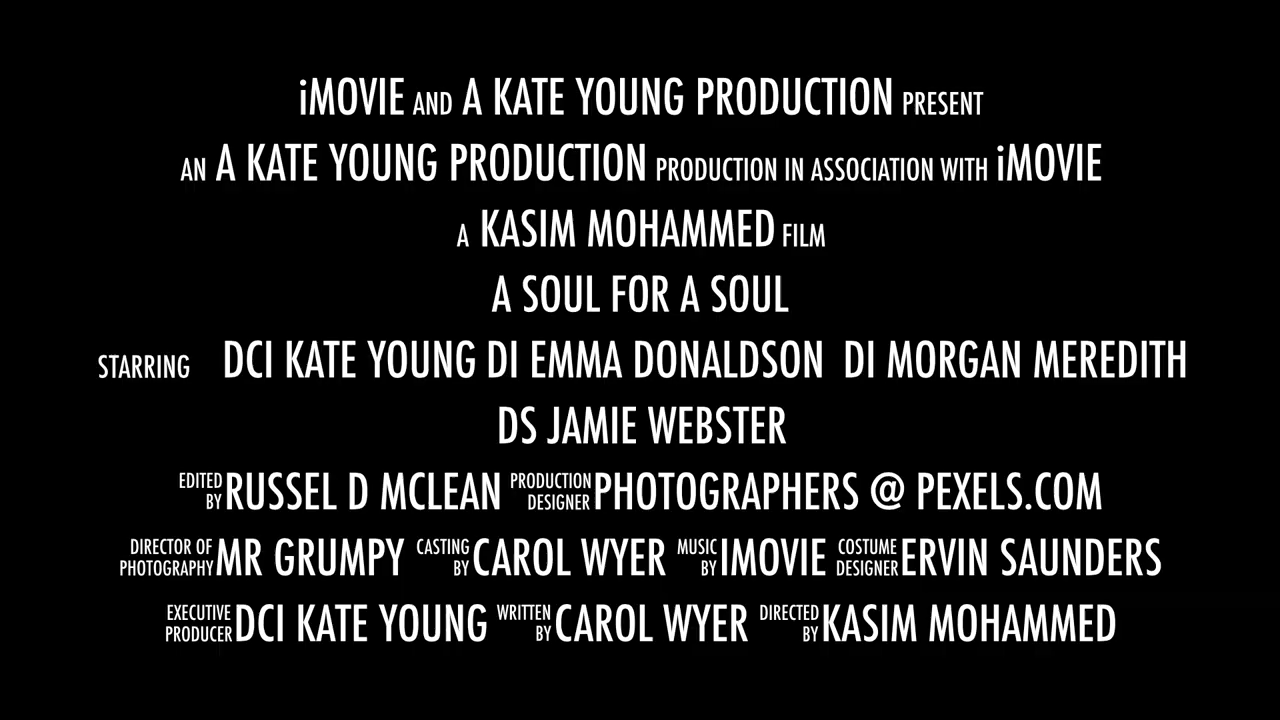 iMOVIE AND A KATE YOUNG PRODUCTION PRESENT
AN A KATE YOUNG PRODUCTION PRODUCTION IN ASSOCIATION WITH iMOVIE
A KASIM MOHAMMED FILM
A SOUL FOR A SOUL
STARRING DCI KATE YOUNG DI EMMA DONALDSON DI MORGAN MEREDITH
DS JAMIE WEBSTER
EDITED BY RUSSEL D MCLEAN PRODUCTION DESIGNER PHOTOGRAPHERS @ PEXELS.COM
DIRECTOR OF PHOTOGRAPHY MR GRUMPY CASTING BY CAROL WYER MUSIC BY IMOVIE COSTUME DESIGNER ERVIN SAUNDERS
EXECUTIVE PRODUCER DCI KATE YOUNG WRITTEN BY CAROL WYER DIRECTED BY KASIM MOHAMMED